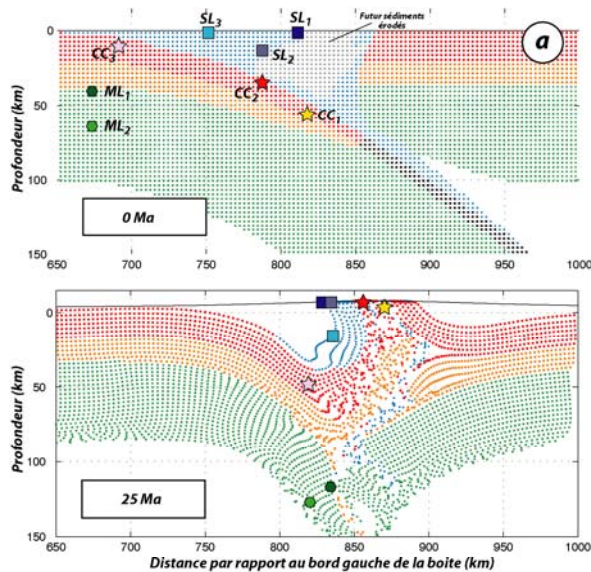 SL3 SL1 Futur sédiments
érodés
a
CC3 SL2
CC2
CC1
ML1
ML2
0 Ma
Profondeur (km)
0
50
100
150
650 700 750 800 850 900 950 1000
25 Ma
Profondeur (km)
0
50
100
150
650 700 750 800 850 900 950 1000
Distance par rapport au bord gauche de la boite (km)